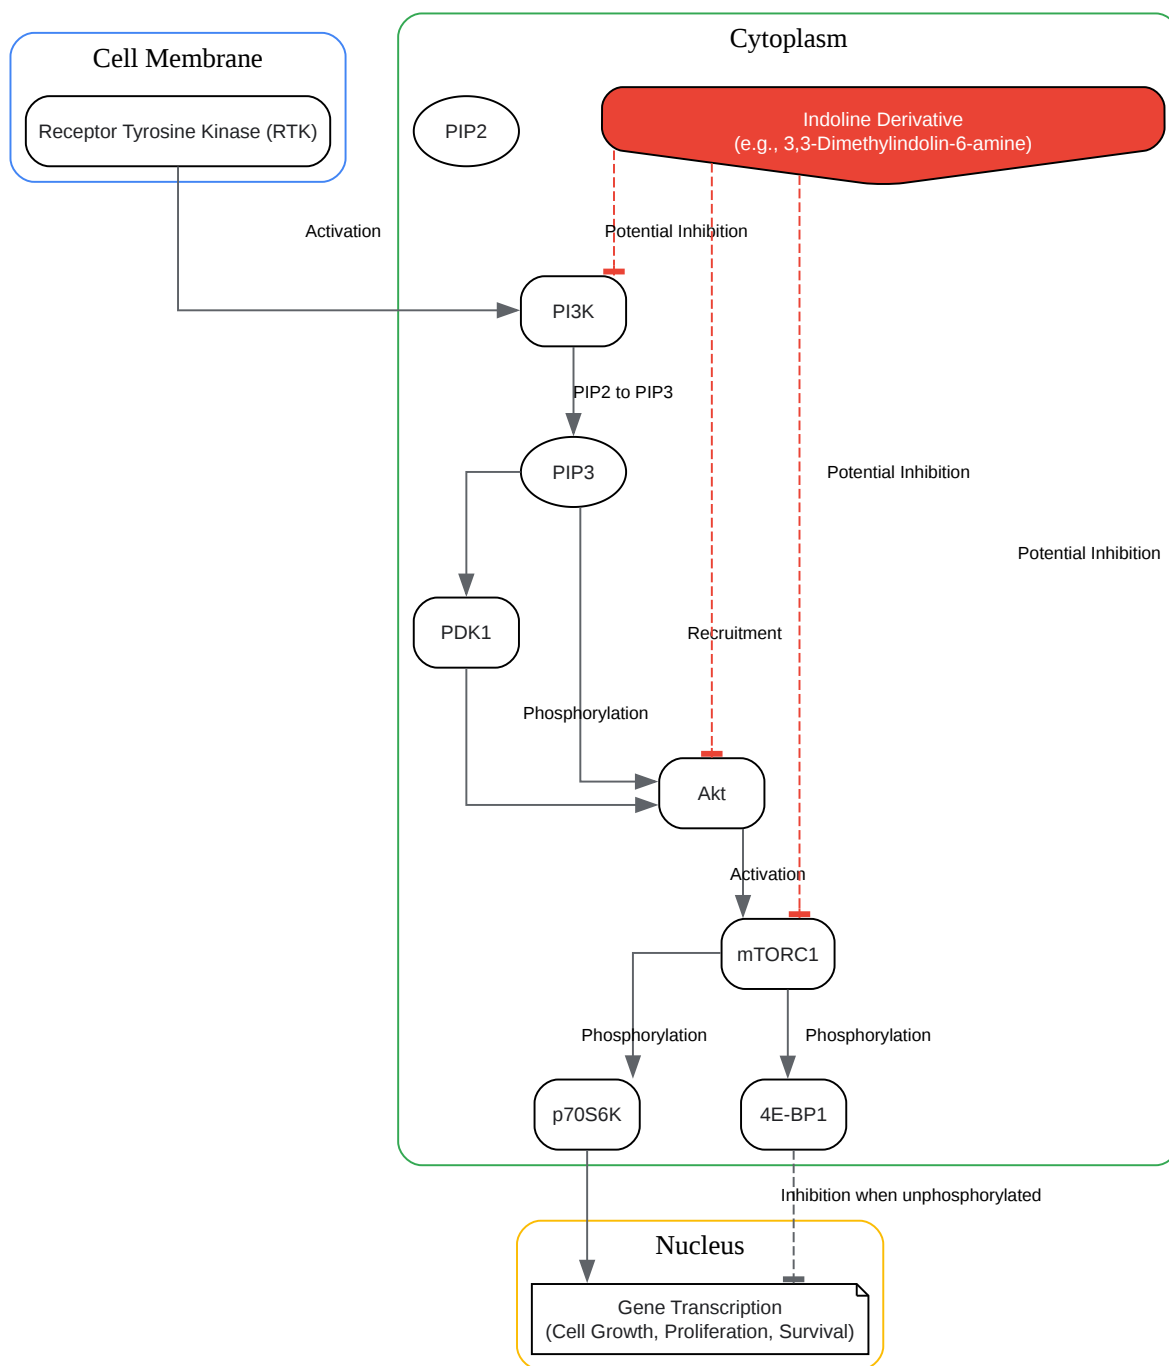 Cytoplasm
Cell Membrane
Receptor Tyrosine Kinase (RTK)
PIP2
Indoline Derivative
(e.g., 3,3-Dimethylindolin-6-amine)
Activation
Potential Inhibition
PI3K
PIP2 to PIP3
PIP3
Potential Inhibition
Potential Inhibition
PDK1
Recruitment
Phosphorylation
Akt
Activation
mTORC1
Phosphorylation
Phosphorylation
p70S6K
4E-BP1
Inhibition when unphosphorylated
Nucleus
Gene Transcription
(Cell Growth, Proliferation, Survival)